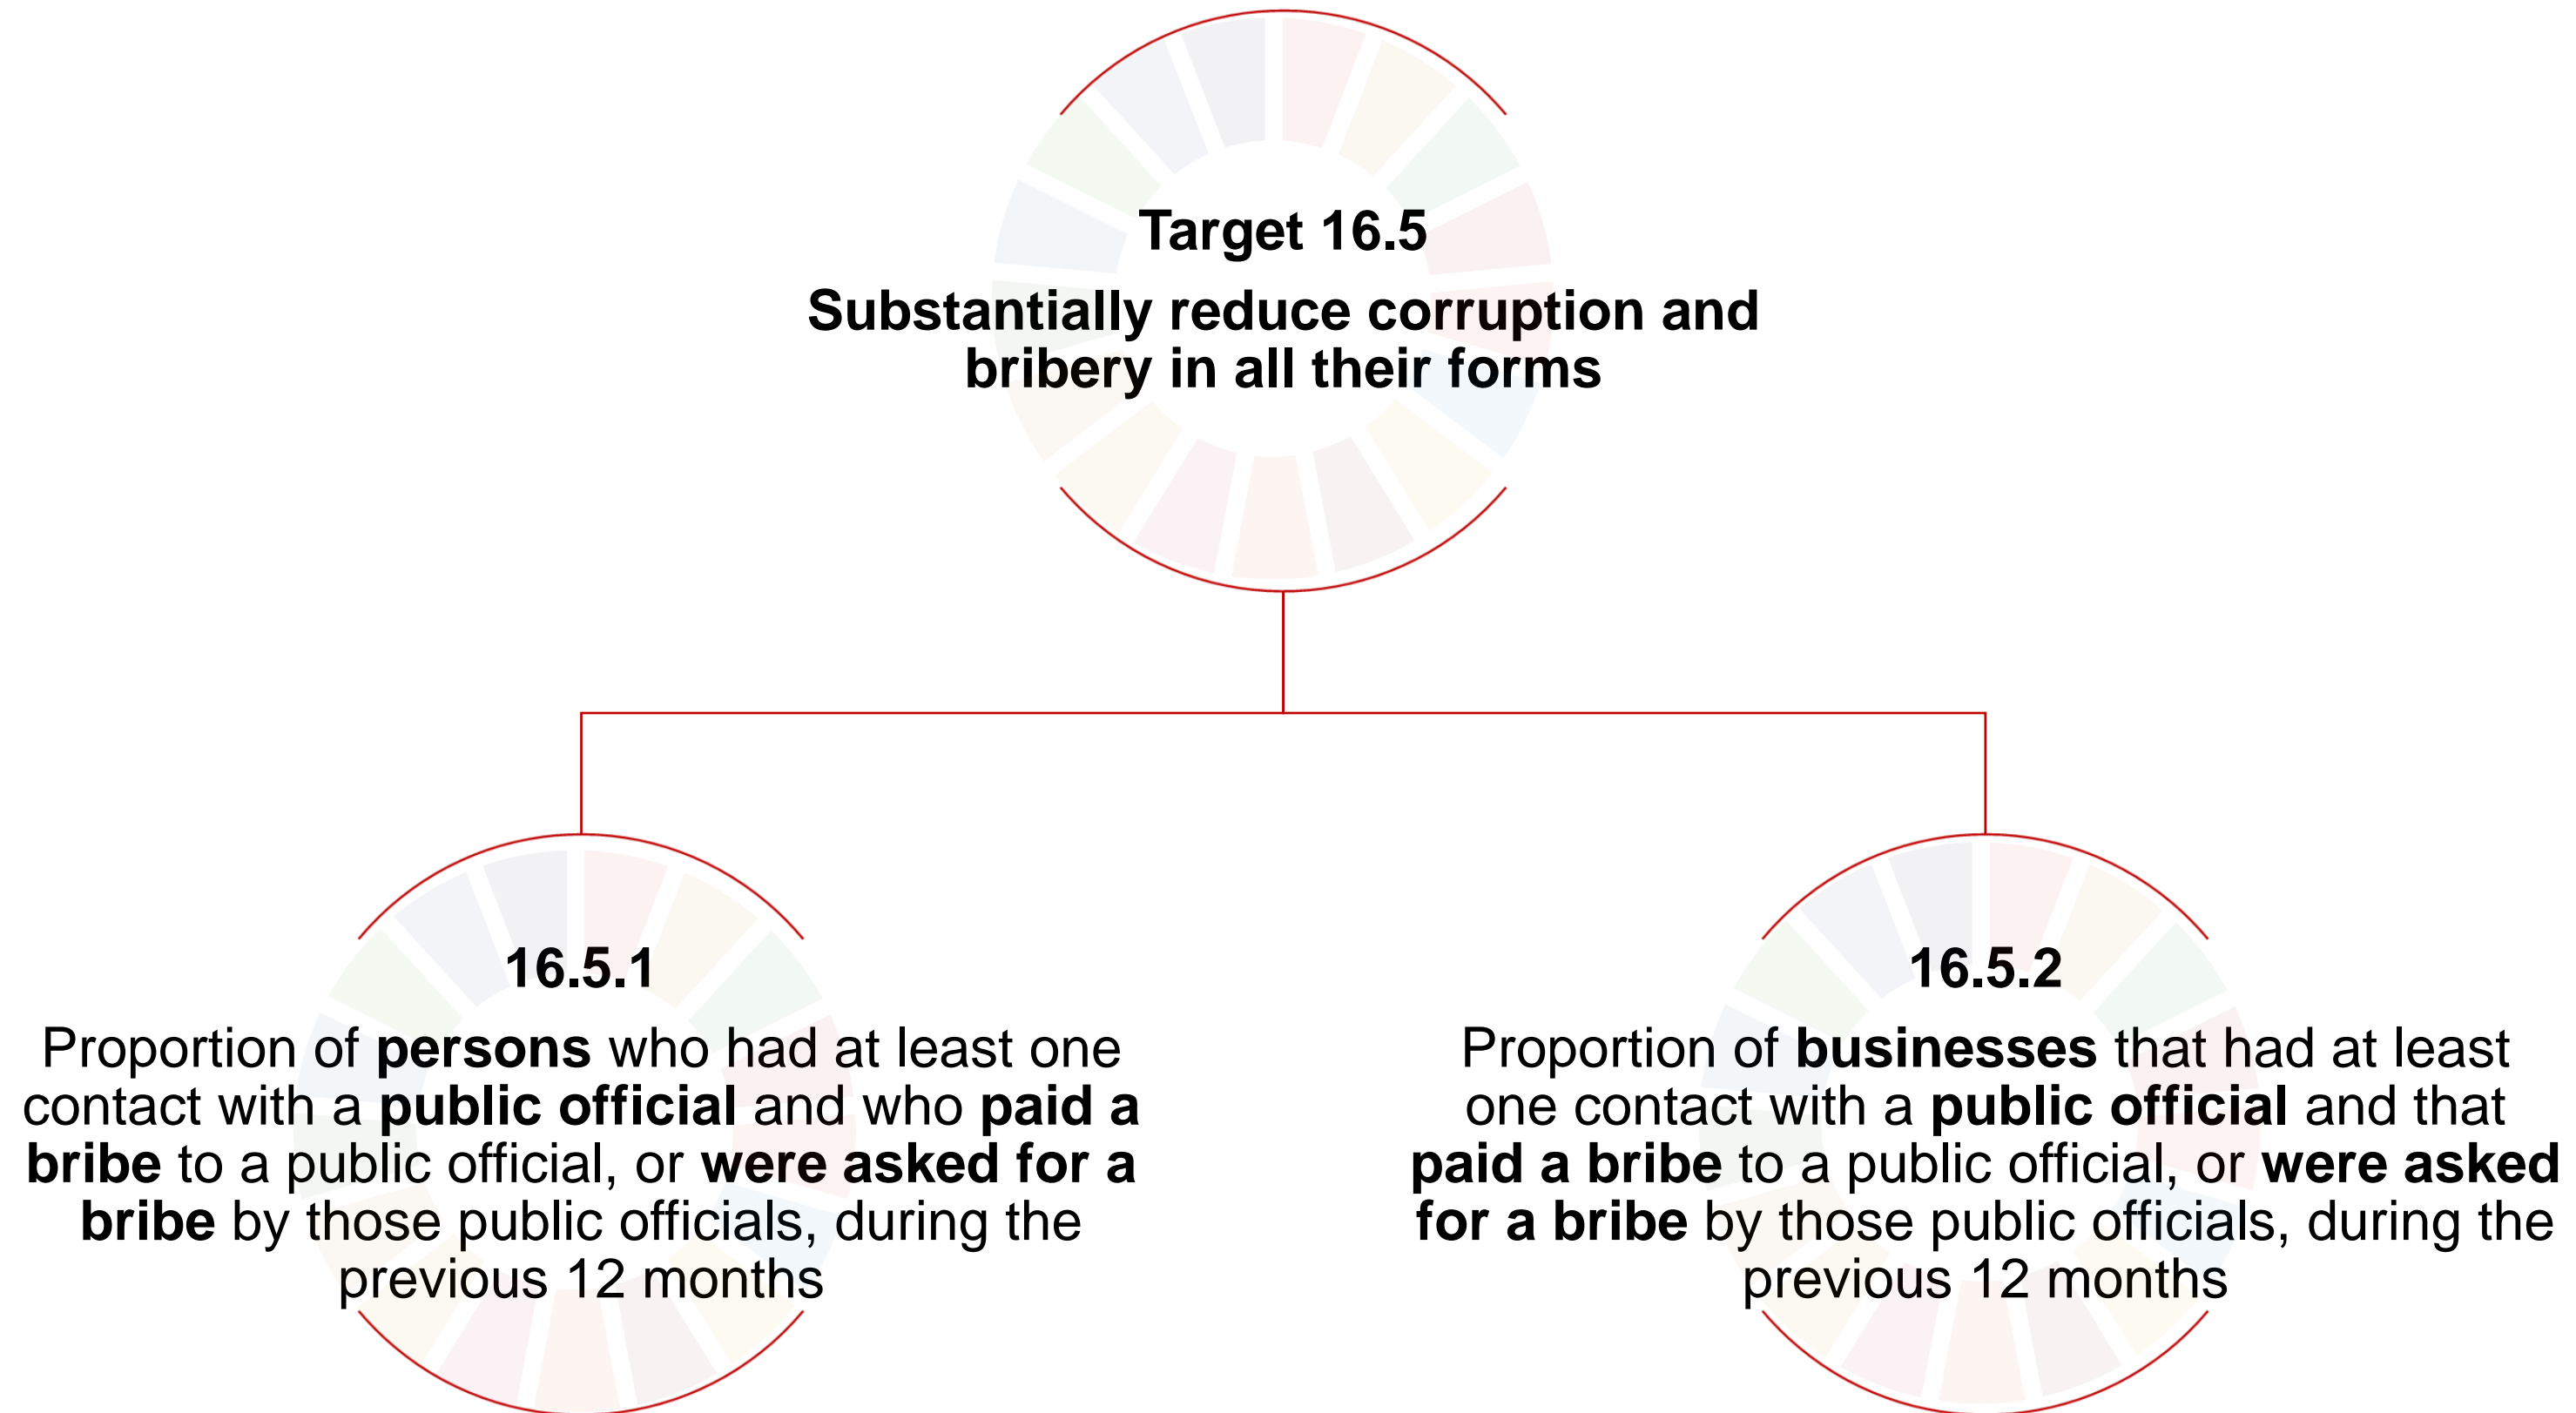 Target 16.5
Substantially reduce corruption and
bribery in all their forms
16.5.1
Proportion of persons who had at least one
contact with a public official and who paid a
bribe to a public official, or were asked for a
bribe by those public officials, during the
previous 12 months
16.5.2
Proportion of businesses that had at least
one contact with a public official and that
paid a bribe to a public official, or were asked
for a bribe by those public officials, during the
previous 12 months